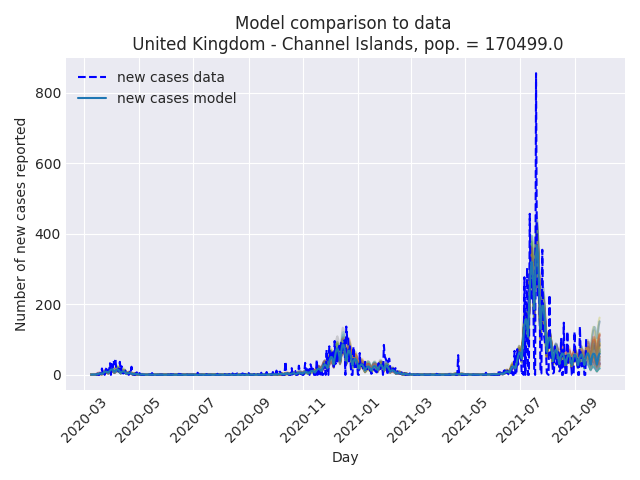 Model comparison to data
United Kingdom - Channel Islands, pop. = 170499.0
new cases data
new cases model
Number of new cases reported
800
600
400
200
0
2020-03
2020-05
2020-07
2020-09
2020-11
2021-01
2021-03
2021-05
2021-07
2021-09
Day